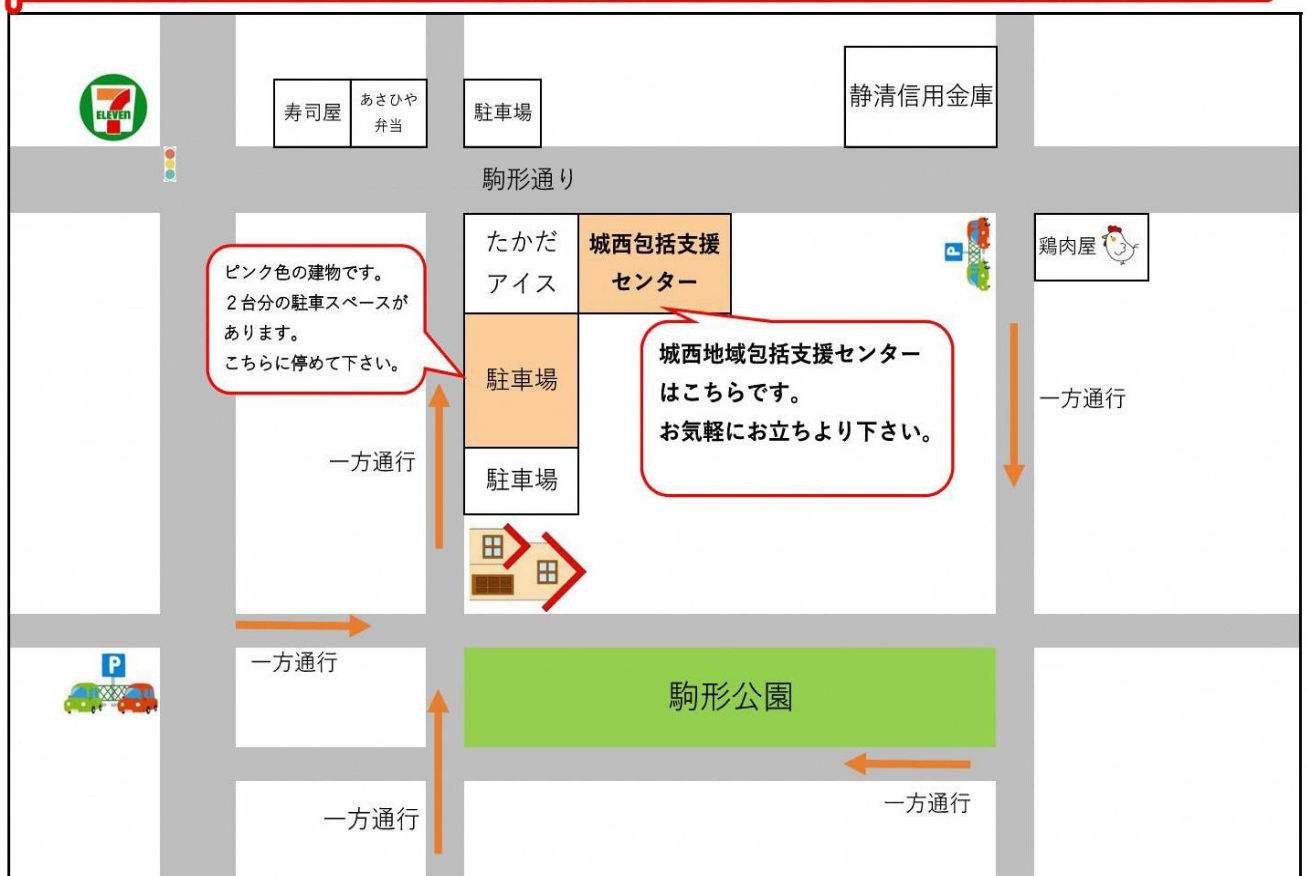 ELEVEN
寿司屋
あさひや
弁当
駐車場
静清信用金庫
駒形通り
たかだ
アイス
城西包括支援
センター
鶏肉屋
ピンク色の建物です。
２台分の駐車スペースが
あります。
こちらに停めて下さい。
駐車場
城西地域包括支援センター
はこちらです。
お気軽にお立ちより下さい。
一方通行
一方通行
駐車場
P
P
一方通行
駒形公園
一方通行
一方通行